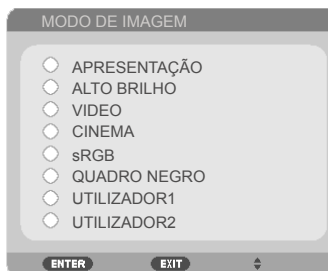 MODO DE IMAGEM
APRESENTAÇÃO
ALTO BRILHO
VIDEO
CINEMA
sRGB
QUADRO NEGRO
UTILIZADOR1
UTILIZADOR2
ENTER EXIT